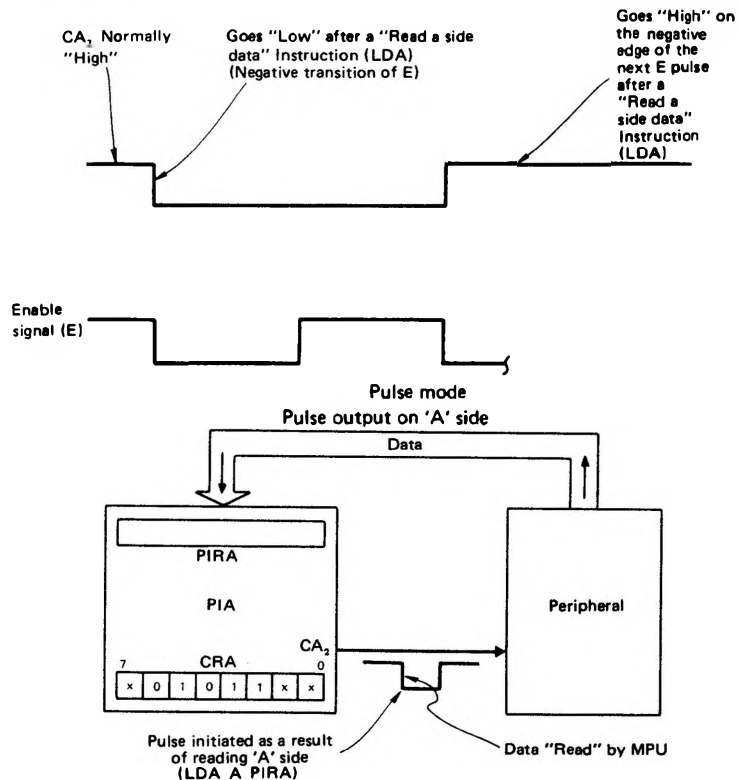 CA₂ Normally
"High"
Goes "Low" after a "Read a side
data" Instruction (LDA)
(Negative transition of E)
Goes "High" on
the negative
edge of the
next E pulse
after a
"Read a
side data"
Instruction
(LDA)
Enable
signal (E)
Pulse mode
Pulse output on 'A' side
Data
PIRA
PIA
Peripheral
CA₂
7 CRA 0
x 0 1 0 1 1 x x
Pulse initiated as a result
of reading 'A' side
(LDA A PIRA)
Data "Read" by MPU